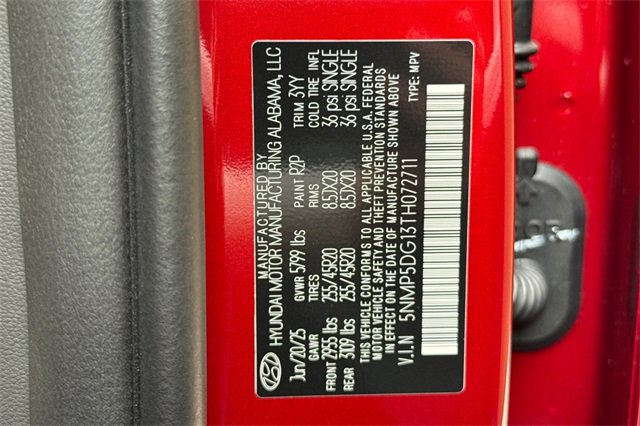 MANUFACTURED BY
HYUNDAI MOTOR MANUFACTURING ALABAMA, LLC
Jun/20/25 GVWR 5799 lbs PAINT R2P TRIM 3YY
GAWR TIRES RIMS COLD TIRE INFL
FRONT 2955 lbs 255/45R20 8.5JX20 36 psi SINGLE
REAR 3109 lbs 255/45R20 8.5JX20 36 psi SINGLE
THIS VEHICLE CONFORMS TO ALL APPLICABLE U.S.A. FEDERAL
MOTOR VEHICLE SAFETY AND THEFT PREVENTION STANDARDS
IN EFFECT ON THE DATE OF MANUFACTURE SHOWN ABOVE
V.I.N 5NMP5DG13TH072711 TYPE: MPV